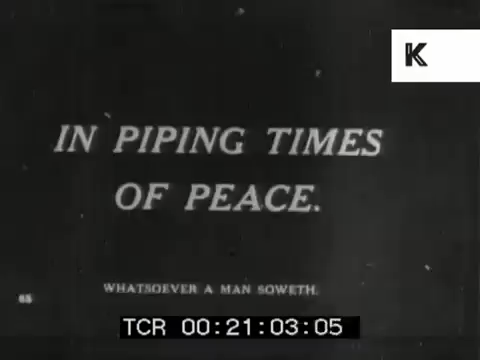 K
IN PIPING TIMES
OF PEACE.
WHATSOEVER A MAN SOWETH.
TCR 00:21:03:05